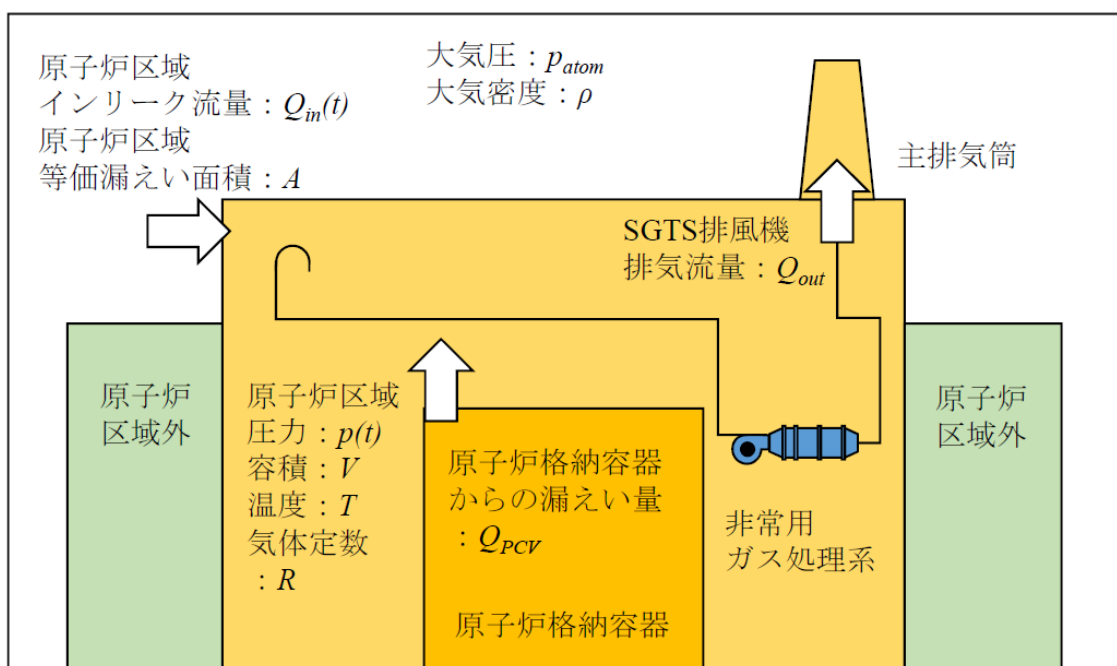 原子炉区域
インリーク流量：Qin(t)
原子炉区域
等価漏えい面積：A
大気圧：patom
大気密度：ρ
主排気筒
SGTS排風機
排気流量：Qout
原子炉
区域外
原子炉区域
圧力：p(t)
容積：V
温度：T
気体定数
：R
原子炉格納容器
からの漏えい量
：QPCV
原子炉格納容器
非常用
ガス処理系
原子炉
区域外